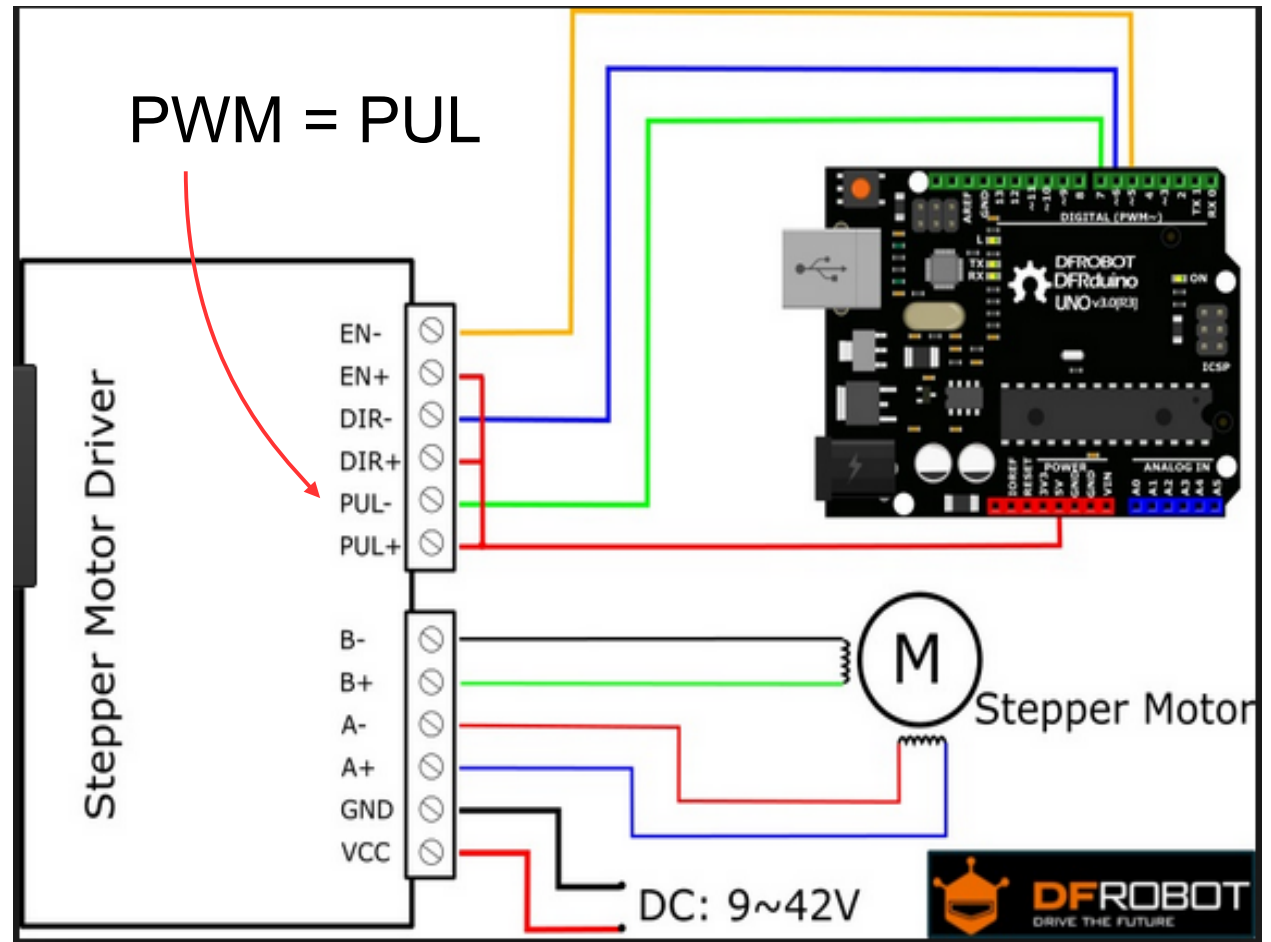 PWM = PUL
Stepper Motor Driver
EN-
EN+
DIR-
DIR+
PUL-
PUL+
B-
B+
A-
A+
GND
VCC
AREF
GND
13
12
~11
~10
~9
8
7
~6
~5
4
~3
2
TX 1
RX 0
DIGITAL (PWM~)
L
TX
RX
DFROBOT
DFRduino
UNO v3.0[R3]
ON
ICSP
POWER
ANALOG IN
IOREF
RESET
3V3
5V
GND
GND
VIN
A0
A1
A2
A3
A4
A5
M
Stepper Motor
DC: 9~42V
DFROBOT
DRIVE THE FUTURE